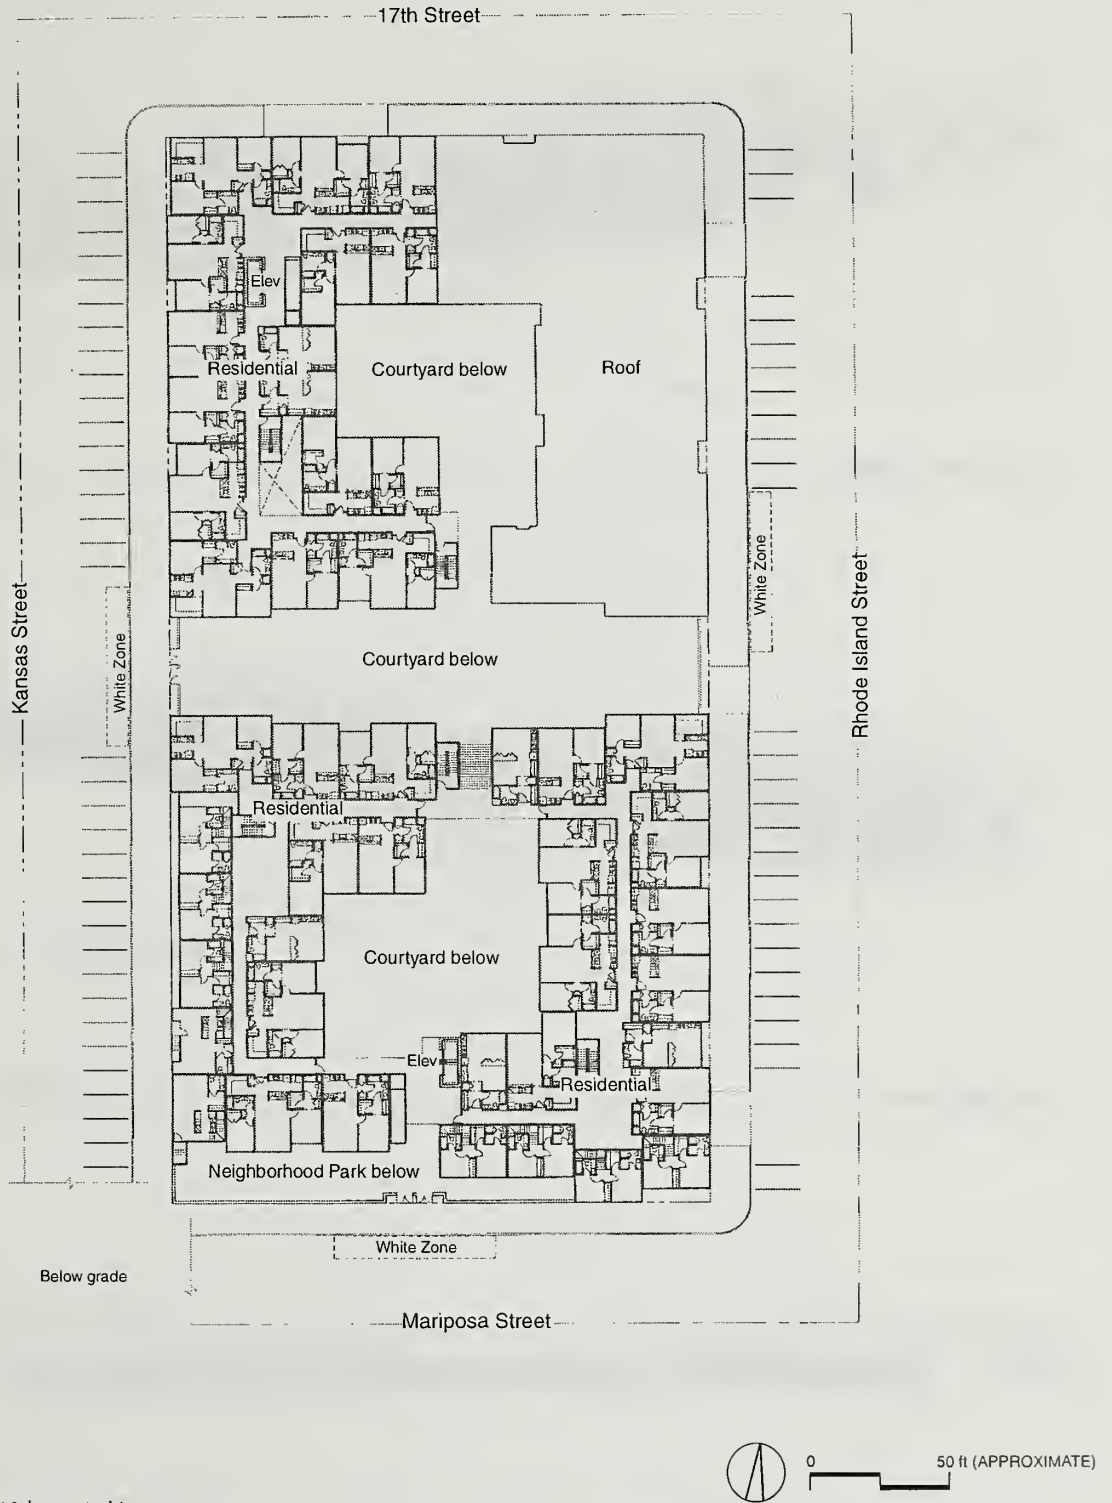 17th Street
Elev
Residential
Courtyard below
Roof
White Zone
Kansas Street
Rhode Island Street
White Zone
Courtyard below
Residential
Courtyard below
Elev
Residential
Neighborhood Park below
White Zone
Below grade
Mariposa Street
0 50 ft (APPROXIMATE)